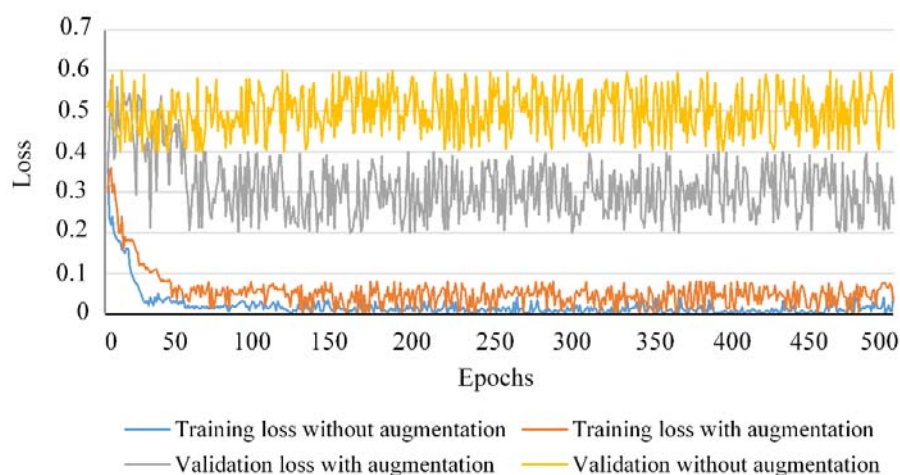 0.7
0.6
0.5
0.4
0.3
0.2
0.1
0
Loss
0 50 100 150 200 250 300 350 400 450 500
Epochs
Training loss without augmentation Training loss with augmentation
Validation loss with augmentation Validation without augmentation